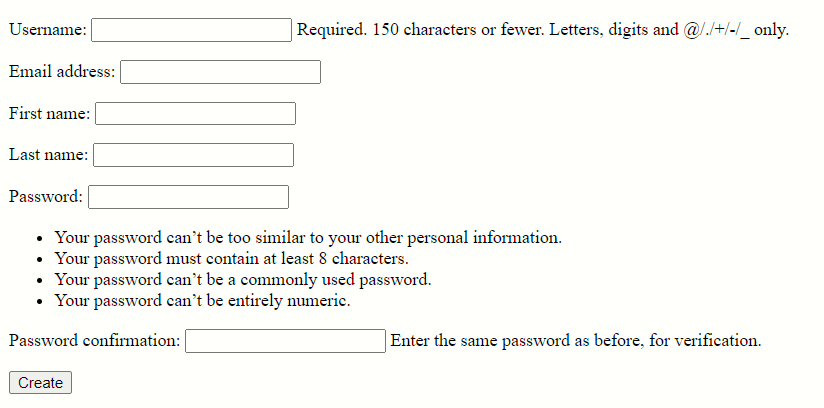 Username: Required. 150 characters or fewer. Letters, digits and @/./+/-/_ only.
Email address:
First name:
Last name:
Password:
• Your password can’t be too similar to your other personal information.
• Your password must contain at least 8 characters.
• Your password can’t be a commonly used password.
• Your password can’t be entirely numeric.
Password confirmation: Enter the same password as before, for verification.
Create